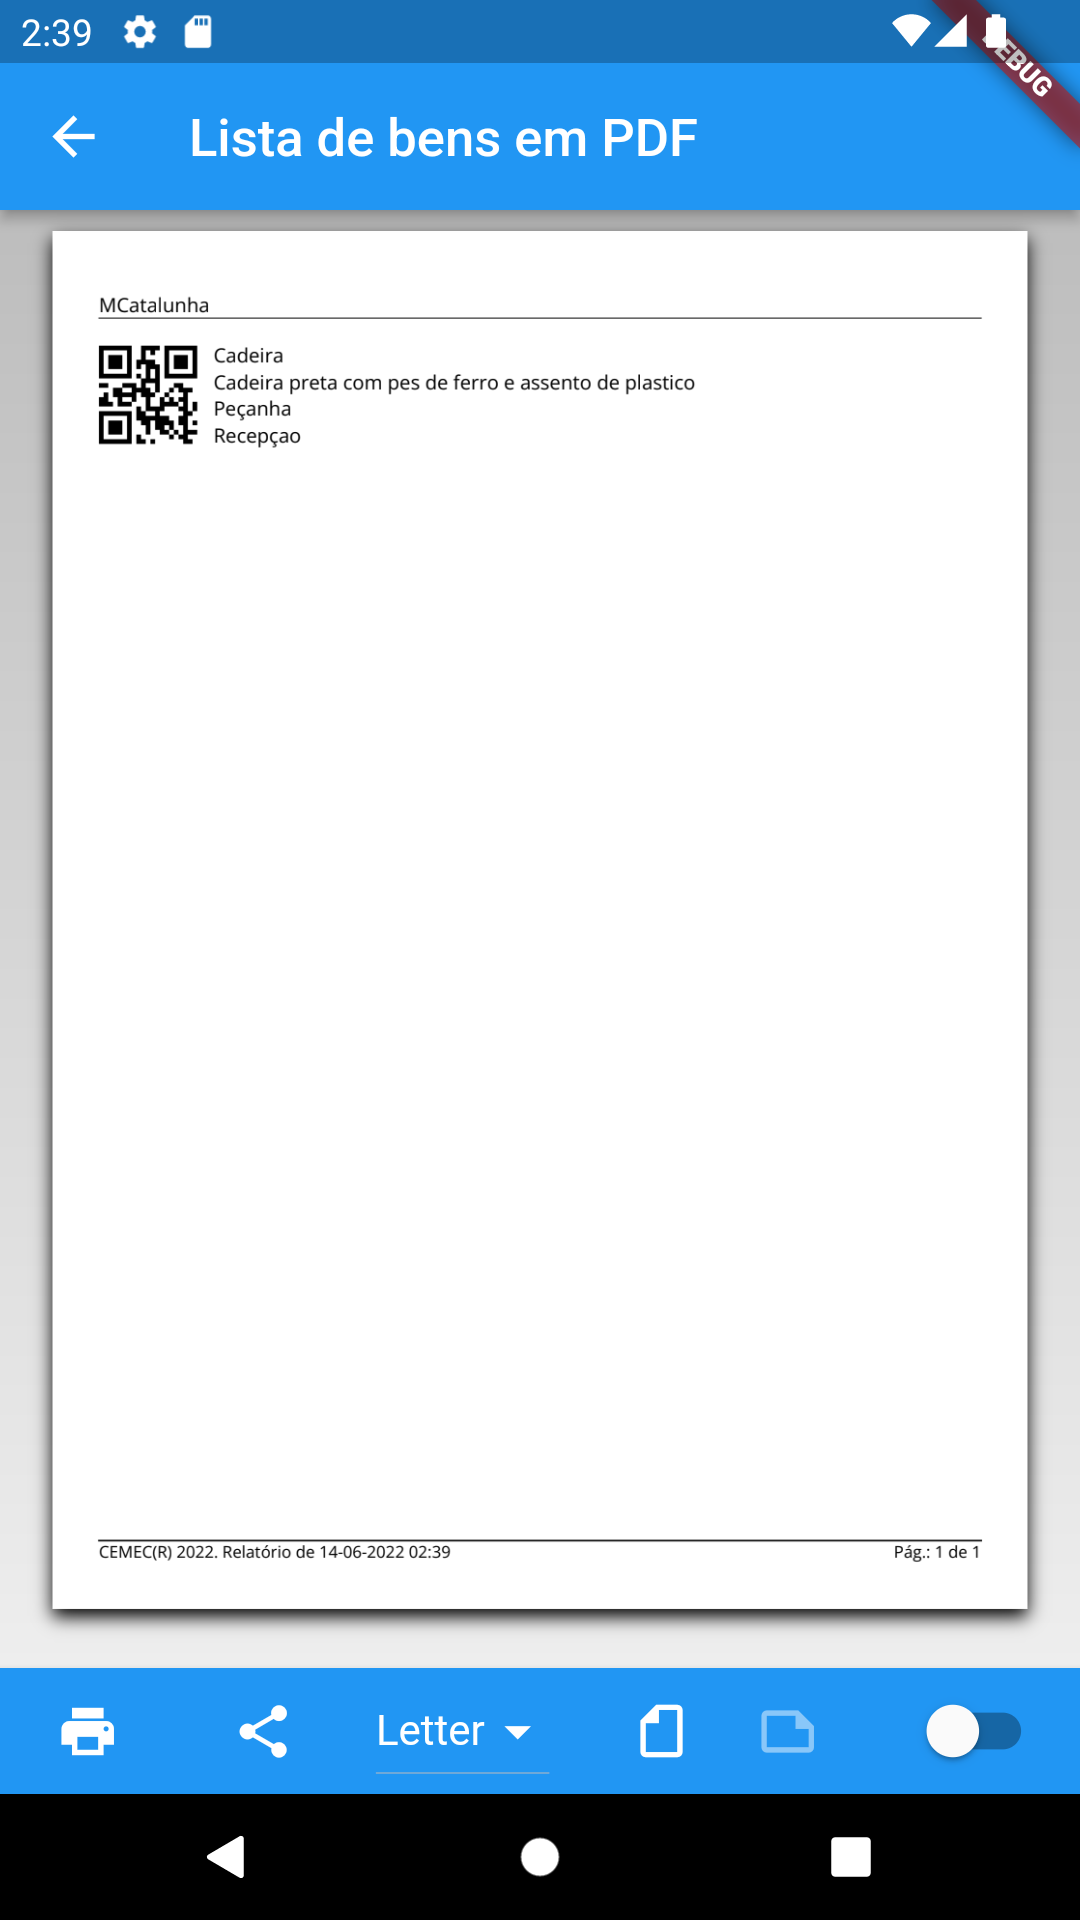 2:39
DEBUG
Lista de bens em PDF
MCatalunha
Cadeira
Cadeira preta com pes de ferro e assento de plastico
Peçanha
Recepçao
CEMEC(R) 2022. Relatório de 14-06-2022 02:39 Pág.: 1 de 1
Letter